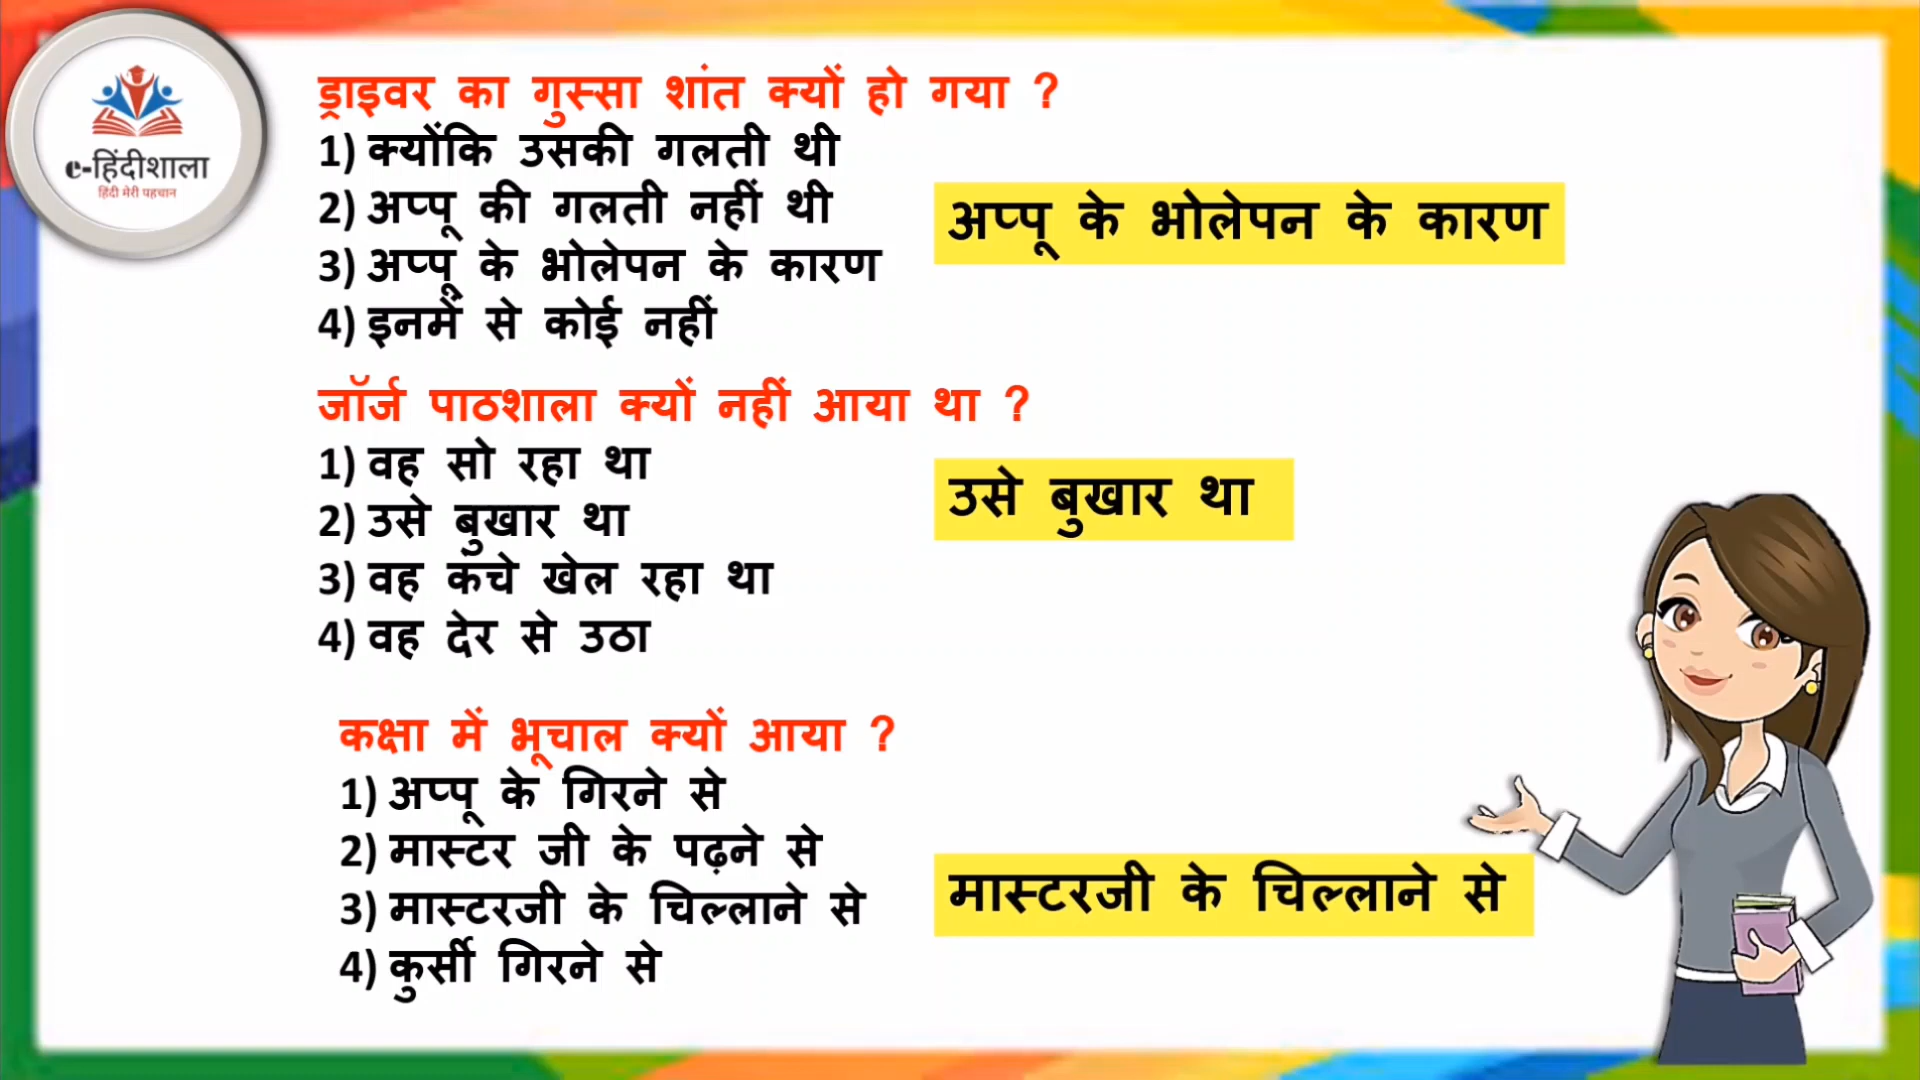 e-हिंदीशाला
हिंदी मेरी पहचान
ड्राइवर का गुस्सा शांत क्यों हो गया ?
1) क्योंकि उसकी गलती थी
2) अप्पू की गलती नहीं थी
3) अप्पू के भोलेपन के कारण
4) इनमें से कोई नहीं
अप्पू के भोलेपन के कारण
जॉर्ज पाठशाला क्यों नहीं आया था ?
1) वह सो रहा था
2) उसे बुखार था
3) वह कंचे खेल रहा था
4) वह देर से उठा
उसे बुखार था
कक्षा में भूचाल क्यों आया ?
1) अप्पू के गिरने से
2) मास्टर जी के पढ़ने से
3) मास्टरजी के चिल्लाने से
4) कुर्सी गिरने से
मास्टरजी के चिल्लाने से